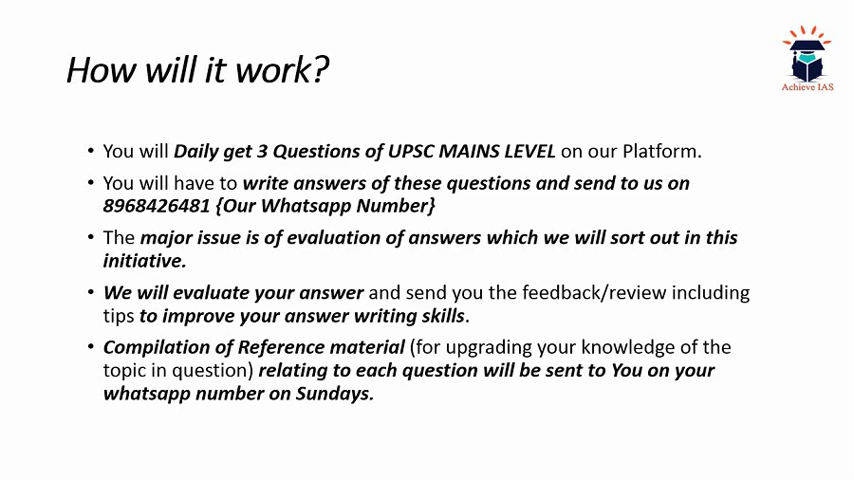 How will it work?
Achieve IAS
• You will Daily get 3 Questions of UPSC MAINS LEVEL on our Platform.
• You will have to write answers of these questions and send to us on
8968426481 {Our Whatsapp Number}
• The major issue is of evaluation of answers which we will sort out in this
initiative.
• We will evaluate your answer and send you the feedback/review including
tips to improve your answer writing skills.
• Compilation of Reference material (for upgrading your knowledge of the
topic in question) relating to each question will be sent to You on your
whatsapp number on Sundays.